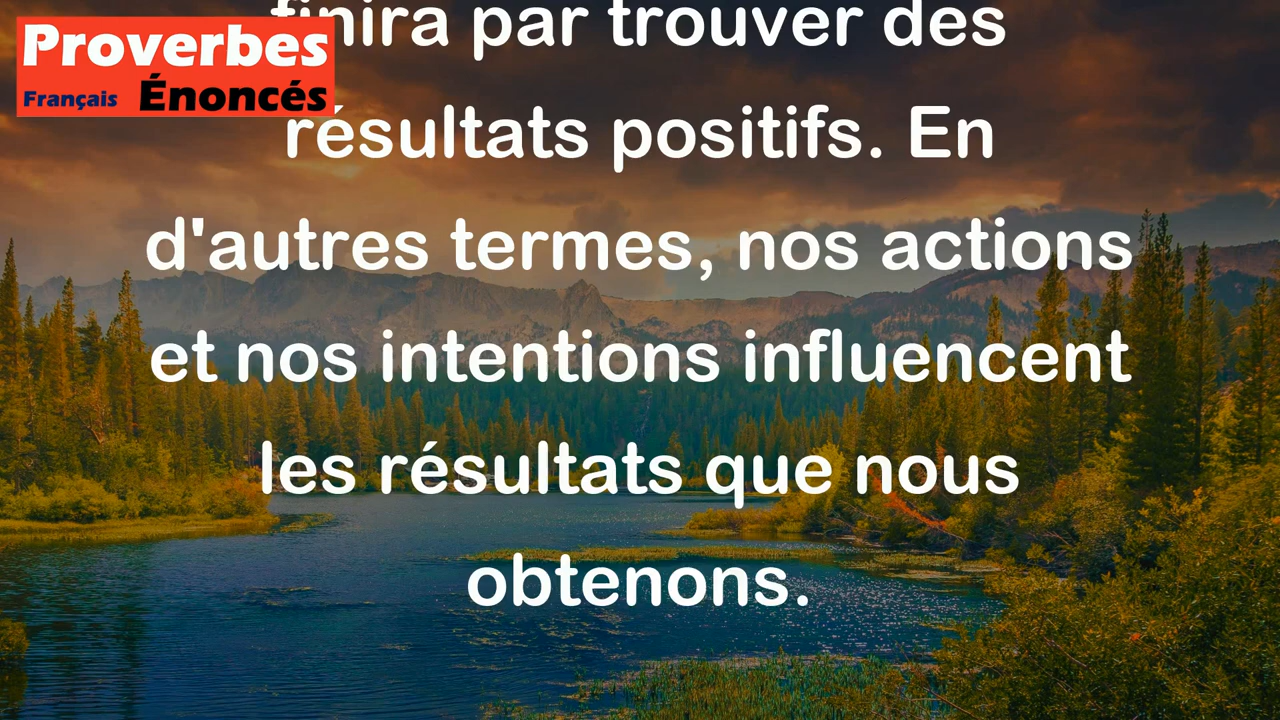 Proverbes
Français Énoncés
finira par trouver des
résultats positifs. En
d'autres termes, nos actions
et nos intentions influencent
les résultats que nous
obtenons.